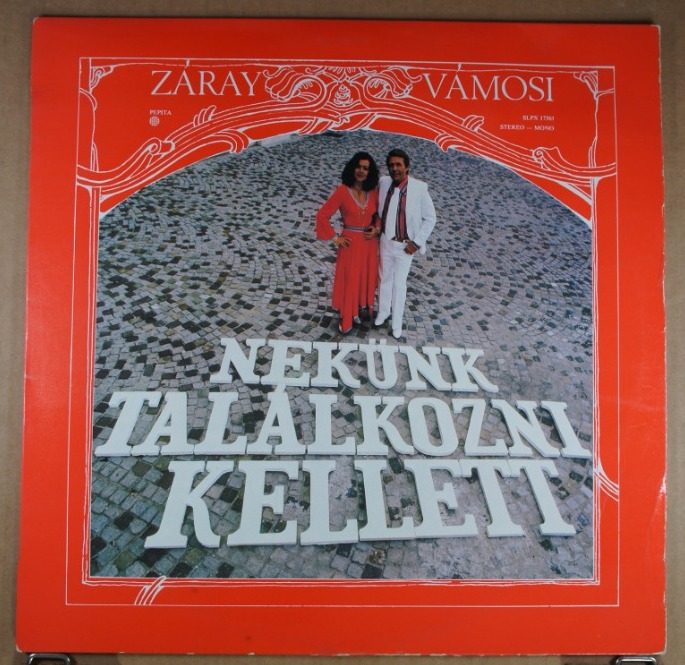 ZÁRAY VÁMOSI
PEPITA
SLPX 17561
STEREO — MONO
NEKÜNK
TALÁLKOZNI
KELLETT